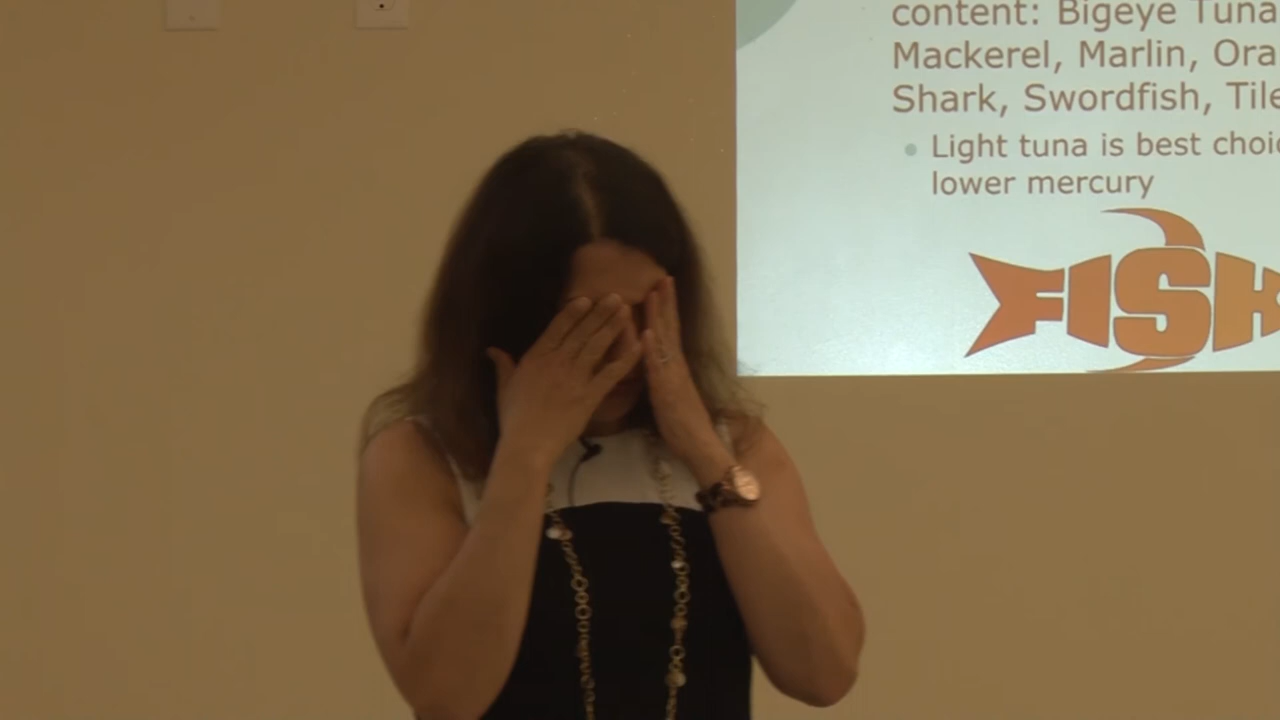 content: Bigeye Tuna
Mackerel, Marlin, Ora
Shark, Swordfish, Tile
Light tuna is best choic
lower mercury
FISH